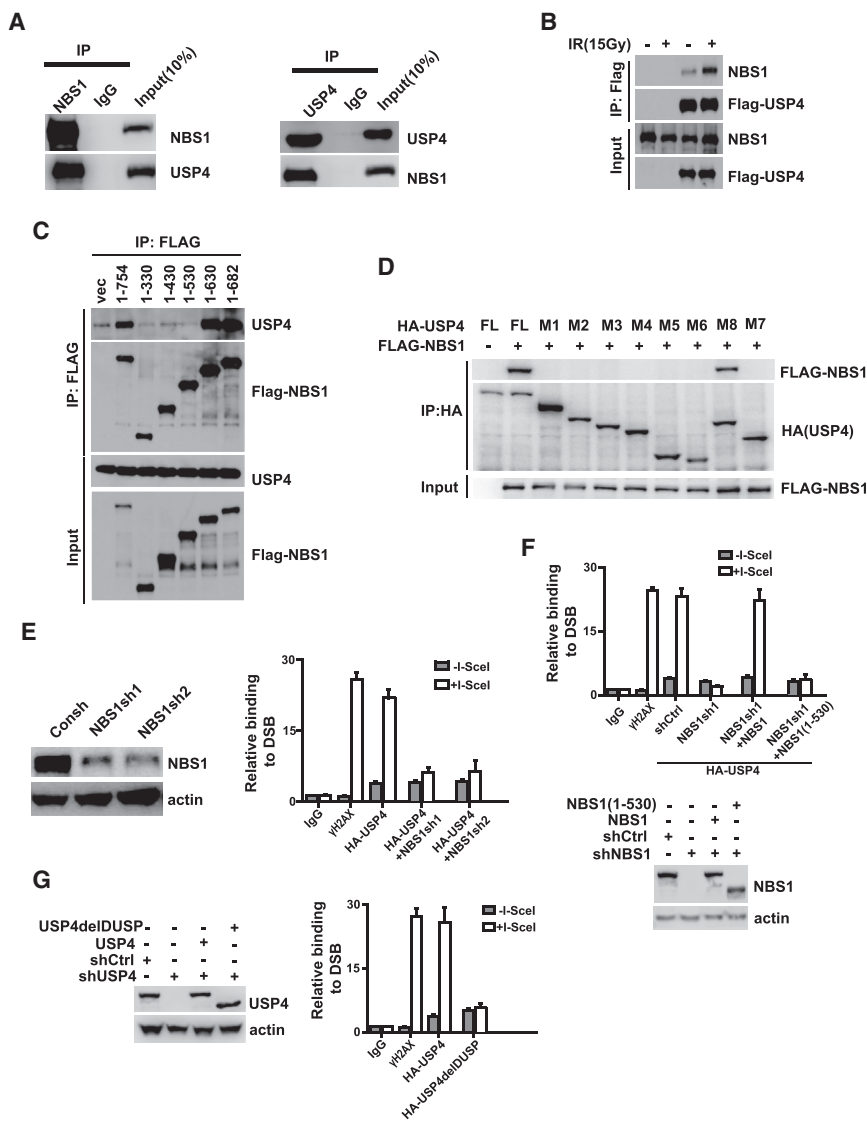 A
IP
IP
NBS1 IgG Input(10%)
USP4 IgG Input(10%)
NBS1
USP4
USP4
NBS1
B
IR(15Gy) - + - +
IP: Flag
NBS1
Flag-USP4
Input
NBS1
Flag-USP4
C
IP: FLAG
vec 1-754 1-330 1-430 1-530 1-630 1-682
IP: FLAG
USP4
Flag-NBS1
Input
USP4
Flag-NBS1
D
HA-USP4 FL FL M1 M2 M3 M4 M5 M6 M8 M7
FLAG-NBS1 - + + + + + + + + +
IP:HA
FLAG-NBS1
HA(USP4)
Input
FLAG-NBS1
E
Consh NBS1sh1 NBS1sh2
NBS1
actin
Relative binding
to DSB
30
15
0
-I-SceI
+I-SceI
IgG
γH2AX
HA-USP4
HA-USP4
+NBS1sh1
HA-USP4
+NBS1sh2
F
Relative binding
to DSB
30
15
0
-I-SceI
+I-SceI
IgG
γH2AX
shCtrl
NBS1sh1
NBS1sh1
+NBS1
NBS1sh1
+NBS1(1-530)
HA-USP4
NBS1(1-530) - - - +
NBS1 - - + -
shCtrl + - - -
shNBS1 - + + +
NBS1
actin
G
USP4delDUSP - - - +
USP4 - - + -
shCtrl + - - -
shUSP4 - + + +
USP4
actin
Relative binding
to DSB
30
15
0
-I-SceI
+I-SceI
IgG
γH2AX
HA-USP4
HA-USP4delDUSP